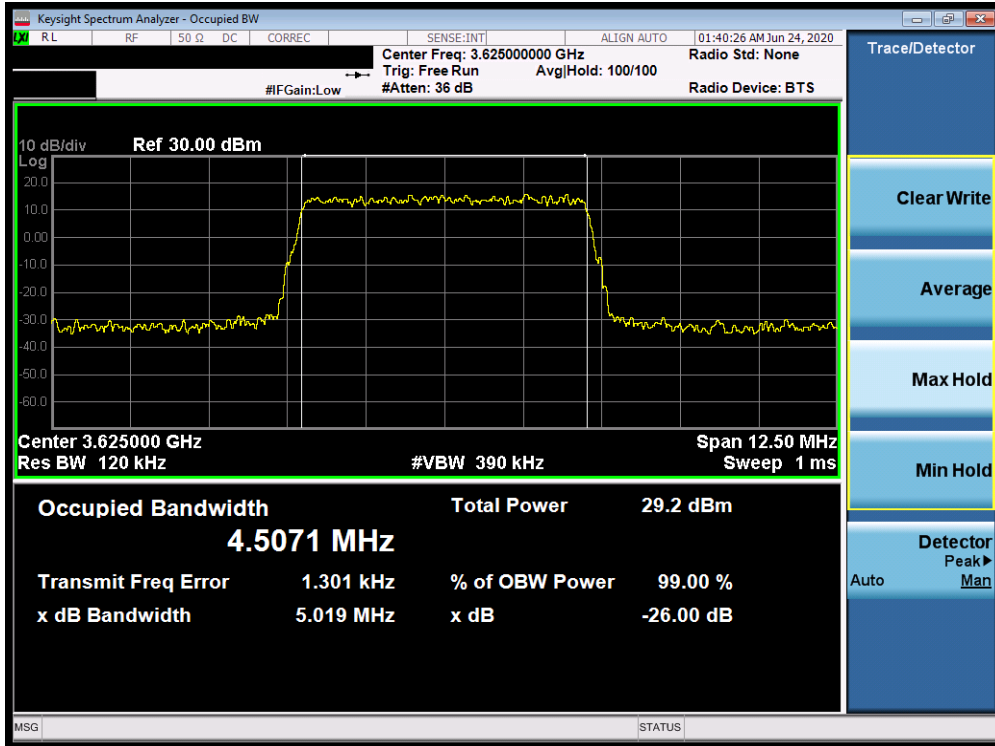 Keysight Spectrum Analyzer - Occupied BW
LXI RL RF 50 Ω DC CORREC SENSE:INT ALIGN AUTO 01:40:26 AM Jun 24, 2020
Center Freq: 3.625000000 GHz Radio Std: None
Trig: Free Run Avg|Hold: 100/100
#IFGain:Low #Atten: 36 dB Radio Device: BTS
10 dB/div Ref 30.00 dBm
Log
20.0
10.0
0.00
-10.0
-20.0
-30.0
-40.0
-50.0
-60.0
Center 3.625000 GHz Span 12.50 MHz
Res BW 120 kHz #VBW 390 kHz Sweep 1 ms
Occupied Bandwidth Total Power 29.2 dBm
4.5071 MHz
Transmit Freq Error 1.301 kHz % of OBW Power 99.00 %
x dB Bandwidth 5.019 MHz x dB -26.00 dB
MSG STATUS
Trace/Detector
Clear Write
Average
Max Hold
Min Hold
Detector
Peak▶
Auto Man